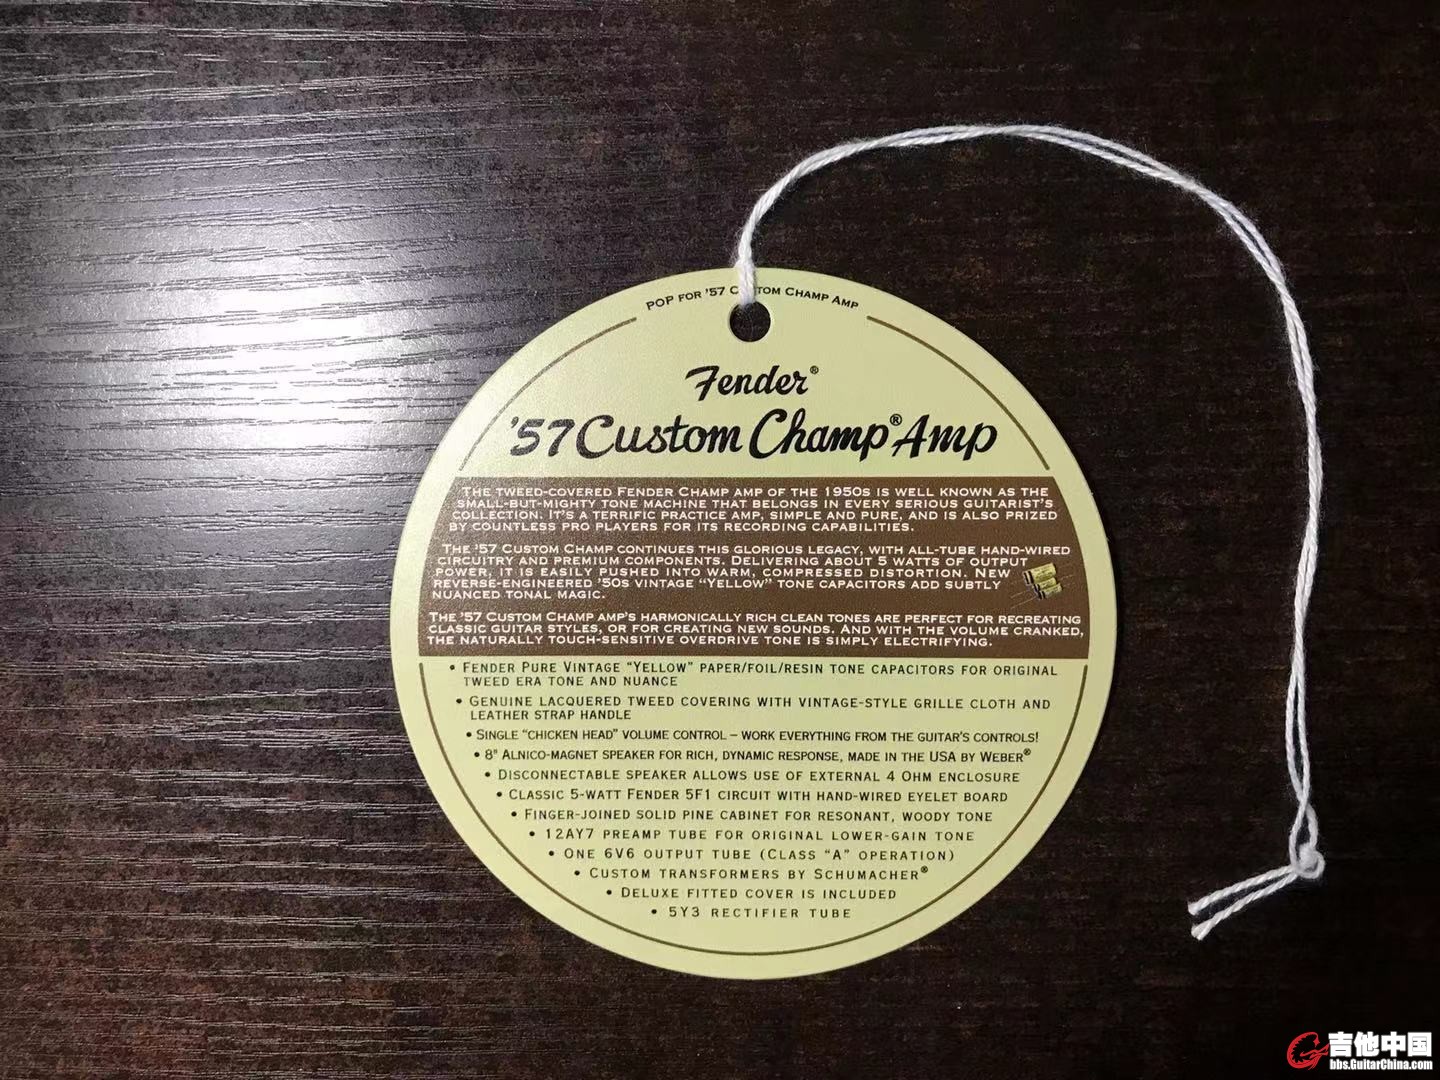 POP FOR '57 CUSTOM CHAMP AMP
Fender®
'57 Custom Champ® Amp
THE TWEED-COVERED FENDER CHAMP AMP OF THE 1950S IS WELL KNOWN AS THE
SMALL-BUT-MIGHTY TONE MACHINE THAT BELONGS IN EVERY SERIOUS GUITARIST'S
COLLECTION. IT'S A TERRIFIC PRACTICE AMP, SIMPLE AND PURE, AND IS ALSO PRIZED
BY COUNTLESS PRO PLAYERS FOR ITS RECORDING CAPABILITIES.
THE '57 CUSTOM CHAMP CONTINUES THIS GLORIOUS LEGACY, WITH ALL-TUBE HAND-WIRED
CIRCUITRY AND PREMIUM COMPONENTS. DELIVERING ABOUT 5 WATTS OF OUTPUT
POWER, IT IS EASILY PUSHED INTO WARM, COMPRESSED DISTORTION. NEW
REVERSE-ENGINEERED '50S VINTAGE “YELLOW” TONE CAPACITORS ADD SUBTLY
NUANCED TONAL MAGIC.
THE '57 CUSTOM CHAMP AMP'S HARMONICALLY RICH CLEAN TONES ARE PERFECT FOR RECREATING
CLASSIC GUITAR STYLES, OR FOR CREATING NEW SOUNDS. AND WITH THE VOLUME CRANKED,
THE NATURALLY TOUCH-SENSITIVE OVERDRIVE TONE IS SIMPLY ELECTRIFYING.
• FENDER PURE VINTAGE “YELLOW” PAPER/FOIL/RESIN TONE CAPACITORS FOR ORIGINAL
TWEED ERA TONE AND NUANCE
• GENUINE LACQUERED TWEED COVERING WITH VINTAGE-STYLE GRILLE CLOTH AND
LEATHER STRAP HANDLE
• SINGLE “CHICKEN HEAD” VOLUME CONTROL – WORK EVERYTHING FROM THE GUITAR'S CONTROLS!
• 8" ALNICO-MAGNET SPEAKER FOR RICH, DYNAMIC RESPONSE, MADE IN THE USA BY WEBER®
• DISCONNECTABLE SPEAKER ALLOWS USE OF EXTERNAL 4 OHM ENCLOSURE
• CLASSIC 5-WATT FENDER 5F1 CIRCUIT WITH HAND-WIRED EYELET BOARD
• FINGER-JOINED SOLID PINE CABINET FOR RESONANT, WOODY TONE
• 12AY7 PREAMP TUBE FOR ORIGINAL LOWER-GAIN TONE
• ONE 6V6 OUTPUT TUBE (CLASS “A” OPERATION)
• CUSTOM TRANSFORMERS BY SCHUMACHER®
• DELUXE FITTED COVER IS INCLUDED
• 5Y3 RECTIFIER TUBE
吉他中国
bbs.GuitarChina.com